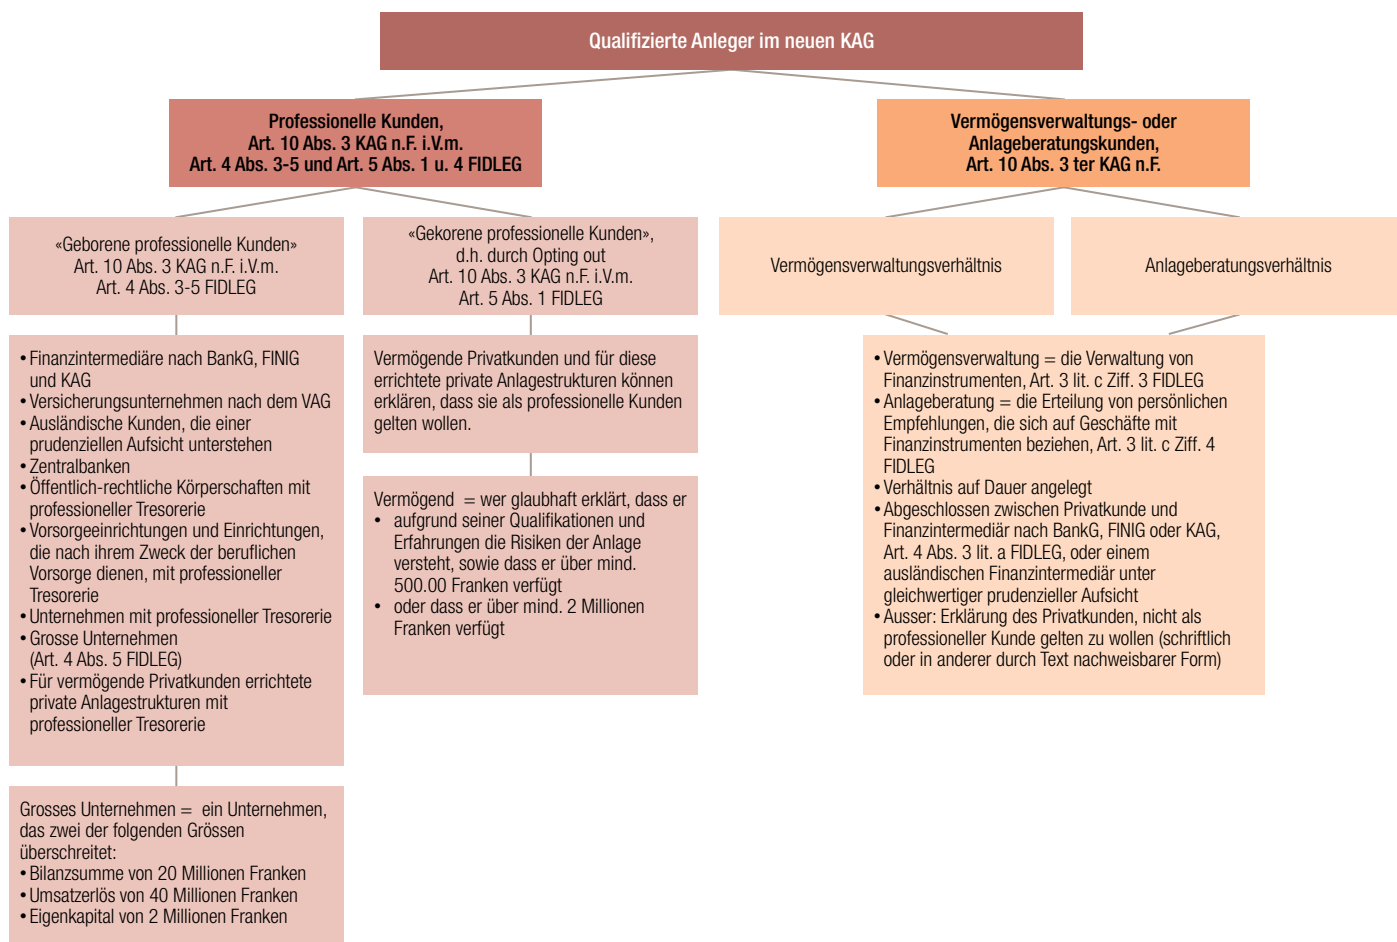 Qualifizierte Anleger im neuen KAG
Professionelle Kunden,
Art. 10 Abs. 3 KAG n.F. i.V.m.
Art. 4 Abs. 3-5 und Art. 5 Abs. 1 u. 4 FIDLEG
Vermögensverwaltungs- oder
Anlageberatungskunden,
Art. 10 Abs. 3 ter KAG n.F.
«Geborene professionelle Kunden»
Art. 10 Abs. 3 KAG n.F. i.V.m.
Art. 4 Abs. 3-5 FIDLEG
«Gekorene professionelle Kunden»,
d.h. durch Opting out
Art. 10 Abs. 3 KAG n.F. i.V.m.
Art. 5 Abs. 1 FIDLEG
Vermögensverwaltungsverhältnis
Anlageberatungsverhältnis
• Finanzintermediäre nach BankG, FINIG
und KAG
• Versicherungsunternehmen nach dem VAG
• Ausländische Kunden, die einer
prudenziellen Aufsicht unterstehen
• Zentralbanken
• Öffentlich-rechtliche Körperschaften mit
professioneller Tresorerie
• Vorsorgeeinrichtungen und Einrichtungen,
die nach ihrem Zweck der beruflichen
Vorsorge dienen, mit professioneller
Tresorerie
• Unternehmen mit professioneller Tresorerie
• Grosse Unternehmen
(Art. 4 Abs. 5 FIDLEG)
• Für vermögende Privatkunden errichtete
private Anlagestrukturen mit
professioneller Tresorerie
Grosses Unternehmen = ein Unternehmen,
das zwei der folgenden Grössen
überschreitet:
• Bilanzsumme von 20 Millionen Franken
• Umsatzerlös von 40 Millionen Franken
• Eigenkapital von 2 Millionen Franken
Vermögende Privatkunden und für diese
errichtete private Anlagestrukturen können
erklären, dass sie als professionelle Kunden
gelten wollen.
Vermögend = wer glaubhaft erklärt, dass er
• aufgrund seiner Qualifikationen und
Erfahrungen die Risiken der Anlage
versteht, sowie dass er über mind.
500.00 Franken verfügt
• oder dass er über mind. 2 Millionen
Franken verfügt
• Vermögensverwaltung = die Verwaltung von
Finanzinstrumenten, Art. 3 lit. c Ziff. 3 FIDLEG
• Anlageberatung = die Erteilung von persönlichen
Empfehlungen, die sich auf Geschäfte mit
Finanzinstrumenten beziehen, Art. 3 lit. c Ziff. 4
FIDLEG
• Verhältnis auf Dauer angelegt
• Abgeschlossen zwischen Privatkunde und
Finanzintermediär nach BankG, FINIG oder KAG,
Art. 4 Abs. 3 lit. a FIDLEG, oder einem
ausländischen Finanzintermediär unter
gleichwertiger prudenzieller Aufsicht
• Ausser: Erklärung des Privatkunden, nicht als
professioneller Kunde gelten zu wollen (schriftlich
oder in anderer durch Text nachweisbarer Form)